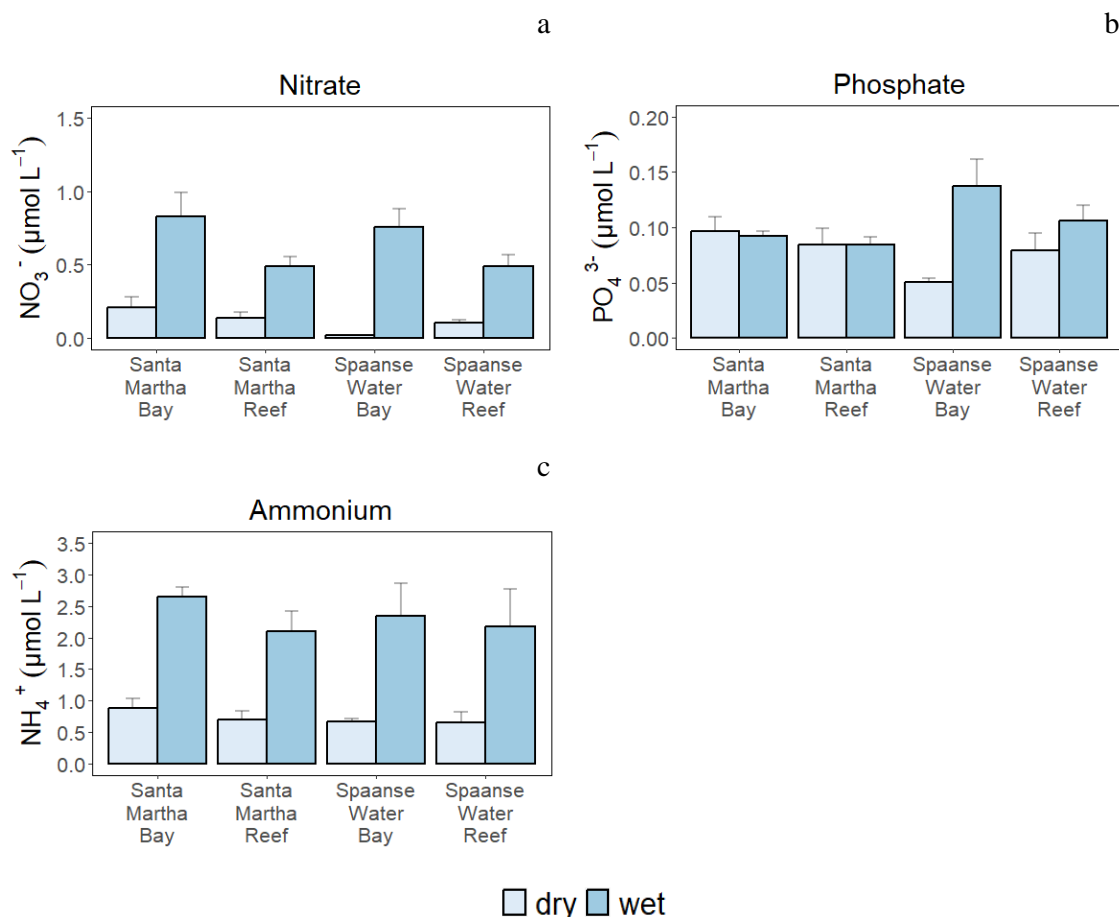 a
b
Nitrate
Phosphate
NO₃⁻ (µmol L⁻¹)
1.5
1.0
0.5
0.0
Santa Martha Bay
Santa Martha Reef
Spaanse Water Bay
Spaanse Water Reef
PO₄³⁻ (µmol L⁻¹)
0.20
0.15
0.10
0.05
0.00
Santa Martha Bay
Santa Martha Reef
Spaanse Water Bay
Spaanse Water Reef
c
Ammonium
NH₄⁺ (µmol L⁻¹)
3.5
3.0
2.5
2.0
1.5
1.0
0.5
0.0
Santa Martha Bay
Santa Martha Reef
Spaanse Water Bay
Spaanse Water Reef
dry wet